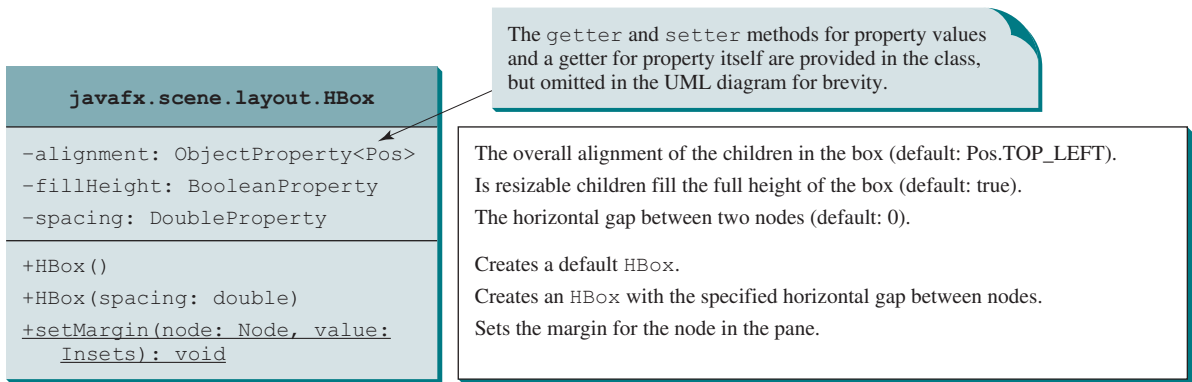 The getter and setter methods for property values
and a getter for property itself are provided in the class,
but omitted in the UML diagram for brevity.
javafx.scene.layout.HBox
-alignment: ObjectProperty<Pos>
The overall alignment of the children in the box (default: Pos.TOP_LEFT).
-fillHeight: BooleanProperty
Is resizable children fill the full height of the box (default: true).
-spacing: DoubleProperty
The horizontal gap between two nodes (default: 0).
+HBox()
Creates a default HBox.
+HBox(spacing: double)
Creates an HBox with the specified horizontal gap between nodes.
+setMargin(node: Node, value:
Insets): void
Sets the margin for the node in the pane.